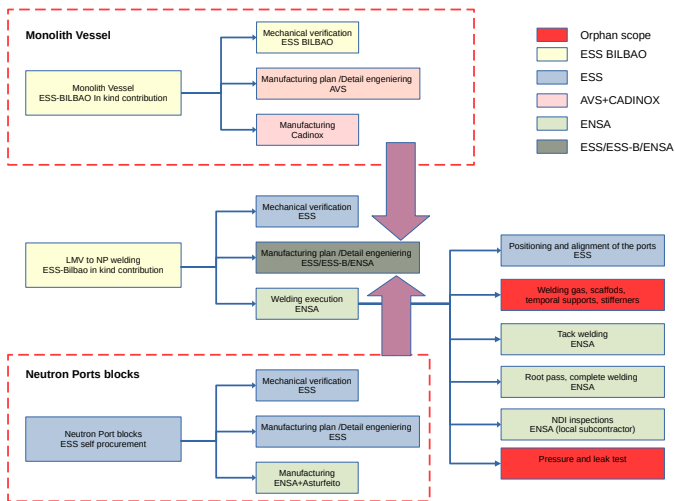 Monolith Vessel
Mechanical verification
ESS BILBAO
Monolith Vessel
ESS-BILBAO In kind contribution
Manufacturing plan /Detail engeniering
AVS
Manufacturing
Cadinox
Orphan scope
ESS BILBAO
ESS
AVS+CADINOX
ENSA
ESS/ESS-B/ENSA
Mechanical verification
ESS
LMV to NP welding
ESS-Bilbao in kind contribution
Manufacturing plan /Detail engeniering
ESS/ESS-B/ENSA
Welding execution
ENSA
Positioning and alignment of the ports
ESS
Welding gas, scaffods,
temporal supports, stifferners
Tack welding
ENSA
Root pass, complete welding
ENSA
NDI inspections
ENSA (local subcontractor)
Pressure and leak test
Neutron Ports blocks
Mechanical verification
ESS
Neutron Port blocks
ESS self procurement
Manufacturing plan /Detail engeniering
ESS
Manufacturing
ENSA+Asturfeito